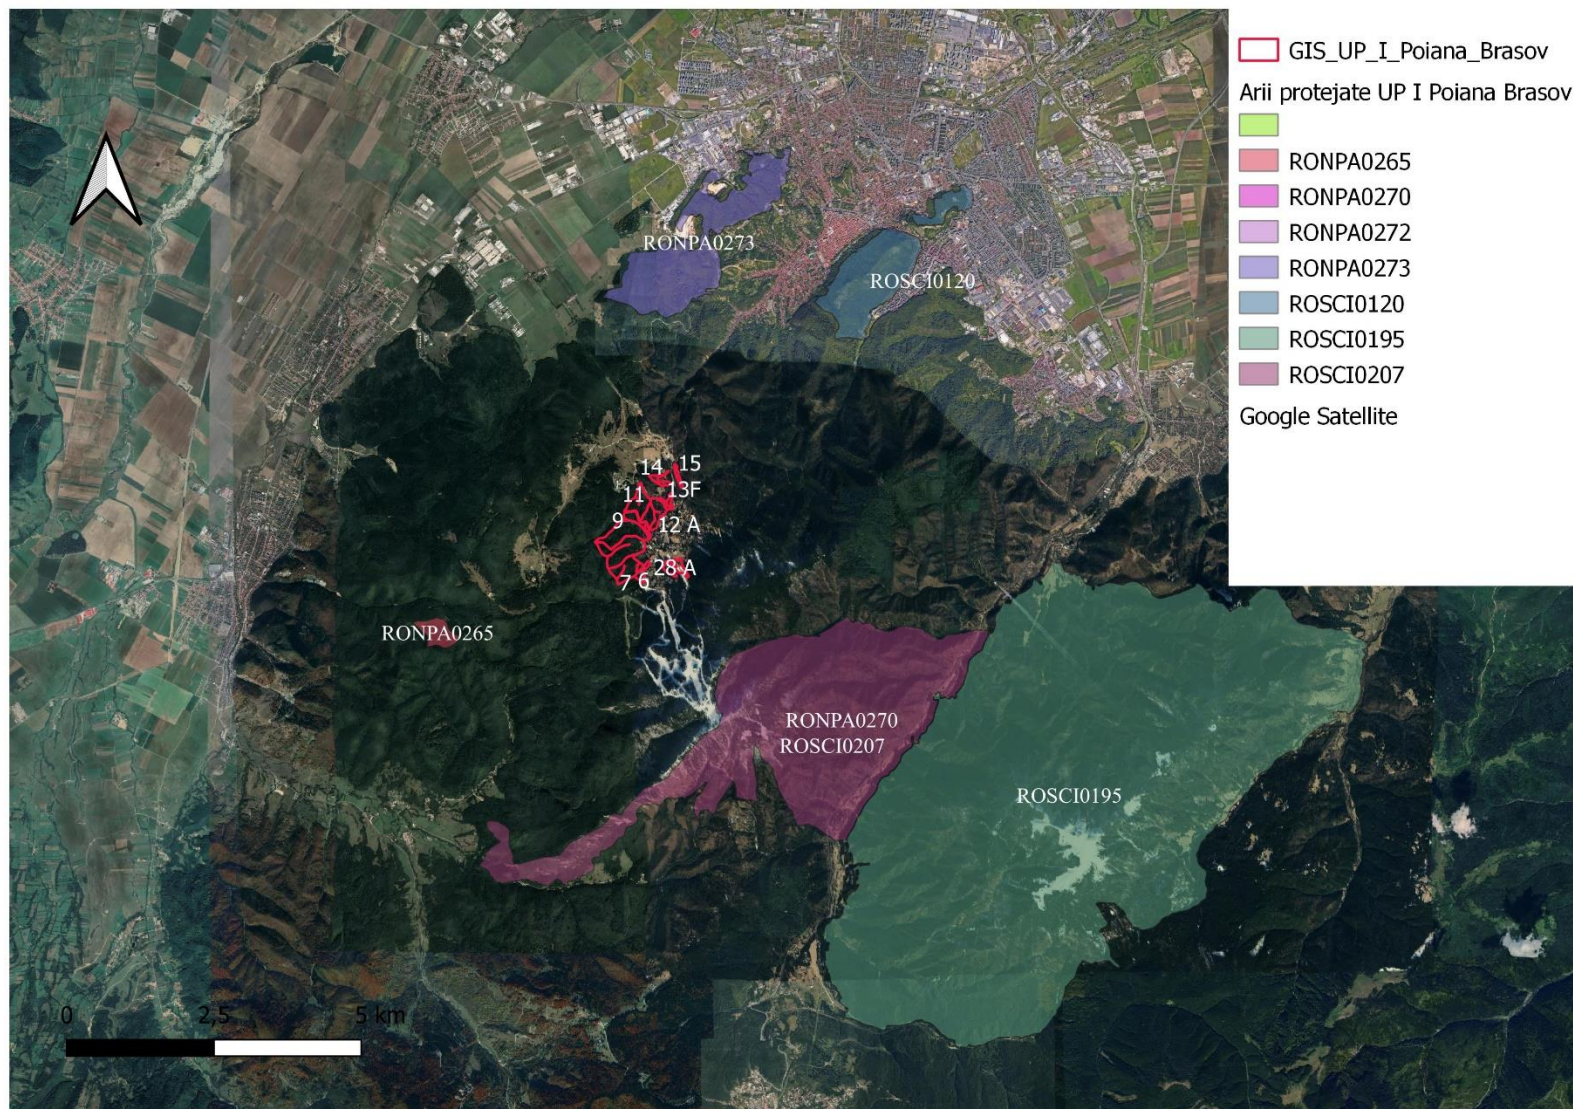 GIS_UP_I_Poiana_Brasov
Arii protejate UP I Poiana Brasov
RONPA0265
RONPA0270
RONPA0272
RONPA0273
ROSCI0120
ROSCI0195
ROSCI0207
Google Satellite
RONPA0273
ROSCI0120
14
15
11
13F
9
12 A
28 A
7
6
RONPA0265
RONPA0270
ROSCI0207
ROSCI0195
0
2,5
5 km